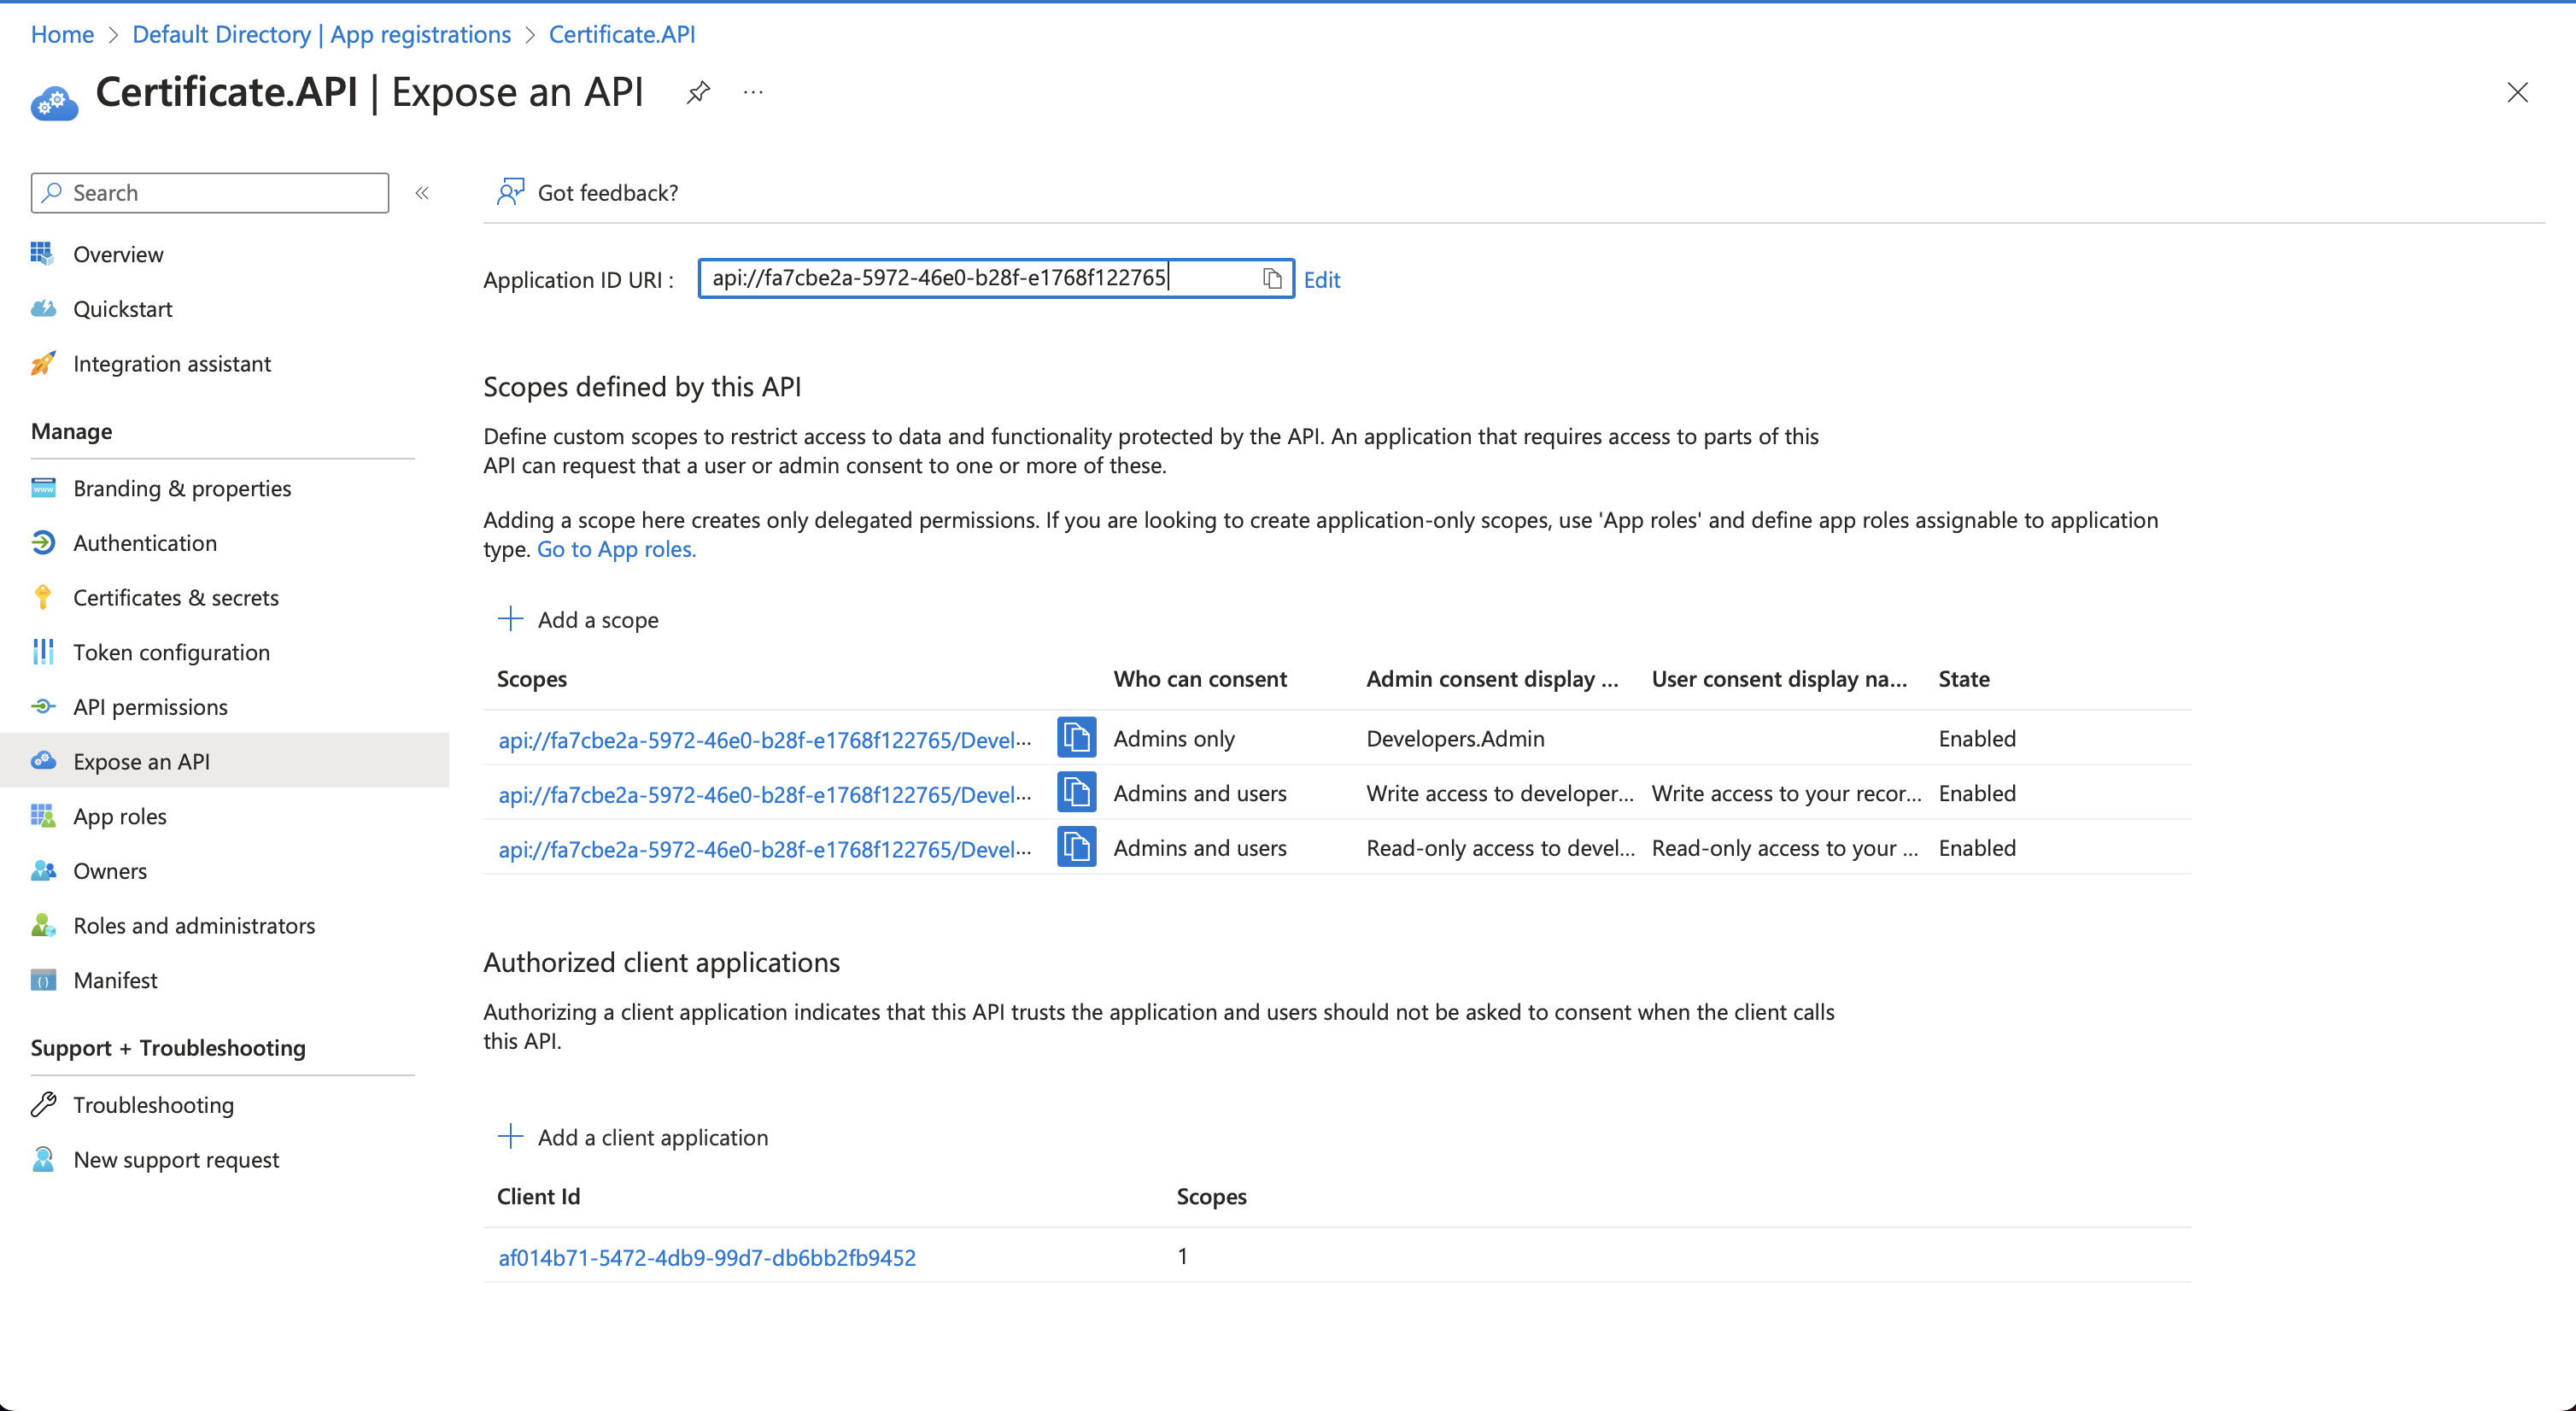 Home > Default Directory | App registrations > Certificate.API
Certificate.API | Expose an API ...
Search «
Overview
Quickstart
Integration assistant
Manage
Branding & properties
Authentication
Certificates & secrets
Token configuration
API permissions
Expose an API
App roles
Owners
Roles and administrators
Manifest
Support + Troubleshooting
Troubleshooting
New support request
Got feedback?
Application ID URI : api://fa7cbe2a-5972-46e0-b28f-e1768f122765 Edit
Scopes defined by this API
Define custom scopes to restrict access to data and functionality protected by the API. An application that requires access to parts of this
API can request that a user or admin consent to one or more of these.
Adding a scope here creates only delegated permissions. If you are looking to create application-only scopes, use 'App roles' and define app roles assignable to application
type. Go to App roles.
Add a scope
Scopes Who can consent Admin consent display ... User consent display na... State
api://fa7cbe2a-5972-46e0-b28f-e1768f122765/Devel... Admins only Developers.Admin Enabled
api://fa7cbe2a-5972-46e0-b28f-e1768f122765/Devel... Admins and users Write access to developer... Write access to your recor... Enabled
api://fa7cbe2a-5972-46e0-b28f-e1768f122765/Devel... Admins and users Read-only access to devel... Read-only access to your ... Enabled
Authorized client applications
Authorizing a client application indicates that this API trusts the application and users should not be asked to consent when the client calls
this API.
Add a client application
Client Id Scopes
af014b71-5472-4db9-99d7-db6bb2fb9452 1